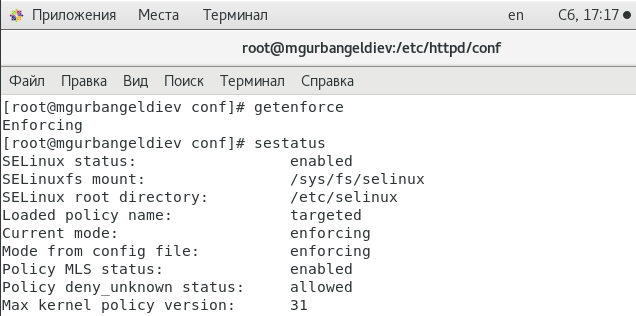 Приложения Места Терминал en Сб, 17:17
root@mgurbangeldiev:/etc/httpd/conf
Файл Правка Вид Поиск Терминал Справка
[root@mgurbangeldiev conf]# getenforce
Enforcing
[root@mgurbangeldiev conf]# sestatus
SELinux status:                 enabled
SELinuxfs mount:                /sys/fs/selinux
SELinux root directory:         /etc/selinux
Loaded policy name:             targeted
Current mode:                   enforcing
Mode from config file:          enforcing
Policy MLS status:              enabled
Policy deny_unknown status:     allowed
Max kernel policy version:      31